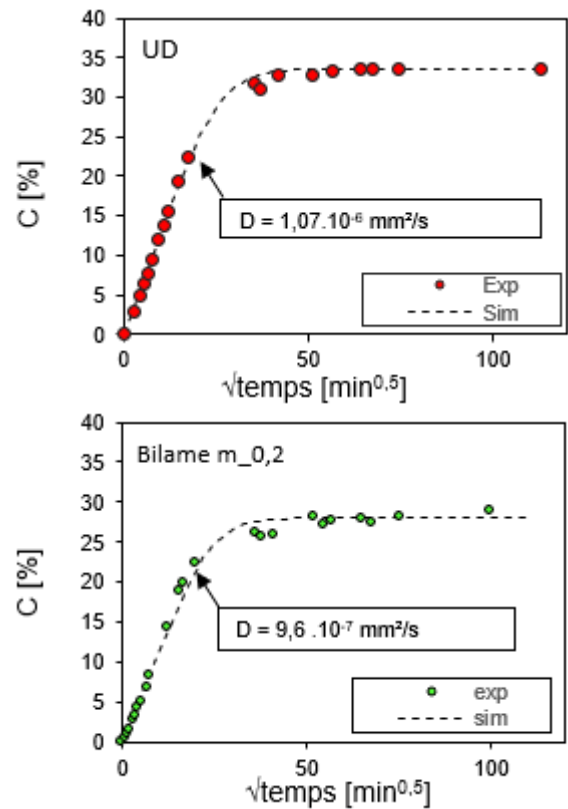 40
UD
35
30
25
20
15
10
5
0
C [%]
D = 1,07.10⁻⁶ mm²/s
Exp
Sim
0 50 100
√temps [min⁰,⁵]
40
Bilame m_0,2
35
30
25
20
15
10
5
0
C [%]
D = 9,6 .10⁻⁷ mm²/s
exp
sim
0 50 100
√temps [min⁰,⁵]